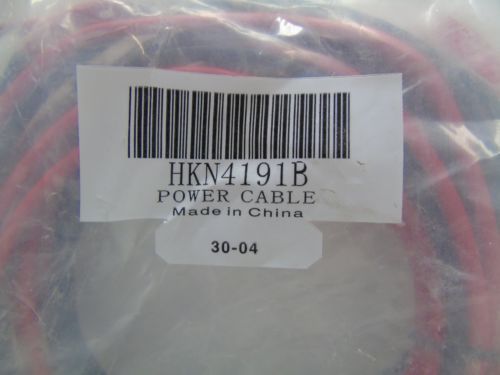 HKN4191B
POWER CABLE
Made in China
30-04